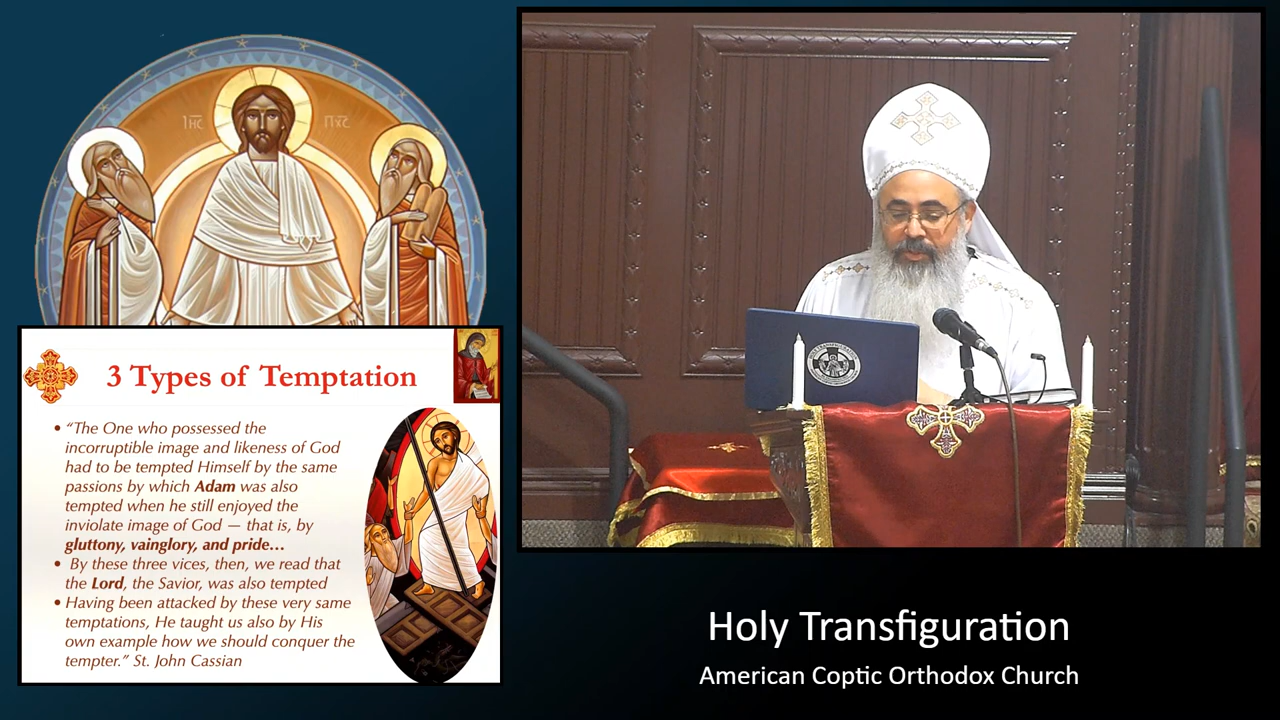 ΙΗC
ΠΧC
3 Types of Temptation
• “The One who possessed the
incorruptible image and likeness of God
had to be tempted Himself by the same
passions by which Adam was also
tempted when he still enjoyed the
inviolate image of God — that is, by
gluttony, vainglory, and pride…
• By these three vices, then, we read that
the Lord, the Savior, was also tempted
• Having been attacked by these very same
temptations, He taught us also by His
own example how we should conquer the
tempter.” St. John Cassian
Holy Transfiguration
American Coptic Orthodox Church